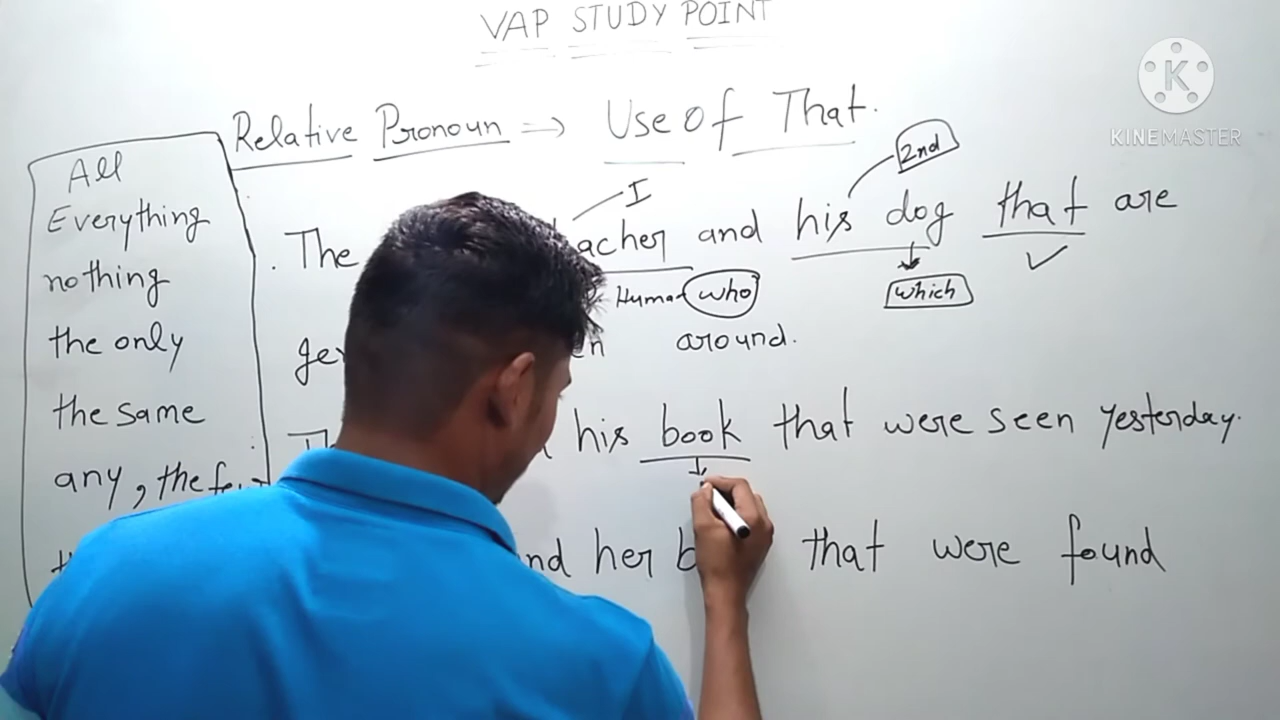 VAP STUDY POINT
K
KINEMASTER
Relative Pronoun => Use Of That.
2nd
I
The acher and his dog that are
Human who
which
around.
his book that were seen yesterday.
nd her that were found
All
Everything
nothing
the only
the same
any, the